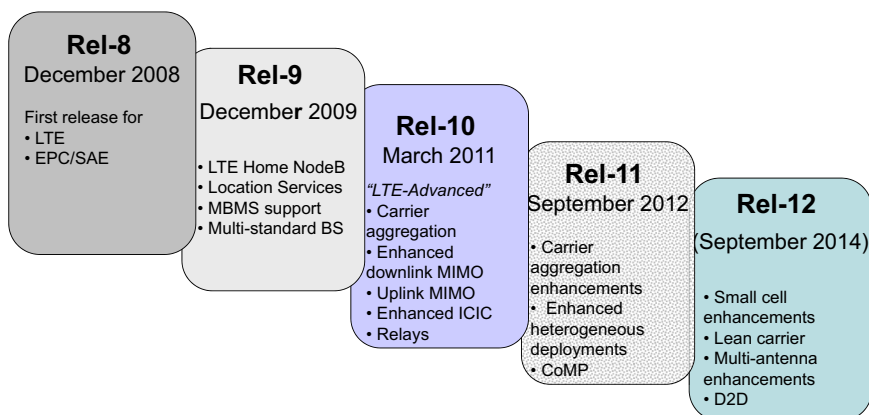 Rel-8
December 2008
First release for
• LTE
• EPC/SAE
Rel-9
December 2009
• LTE Home NodeB
• Location Services
• MBMS support
• Multi-standard BS
Rel-10
March 2011
“LTE-Advanced”
• Carrier
aggregation
• Enhanced
downlink MIMO
• Uplink MIMO
• Enhanced ICIC
• Relays
Rel-11
September 2012
• Carrier
aggregation
enhancements
• Enhanced
heterogeneous
deployments
• CoMP
Rel-12
(September 2014)
• Small cell
enhancements
• Lean carrier
• Multi-antenna
enhancements
• D2D